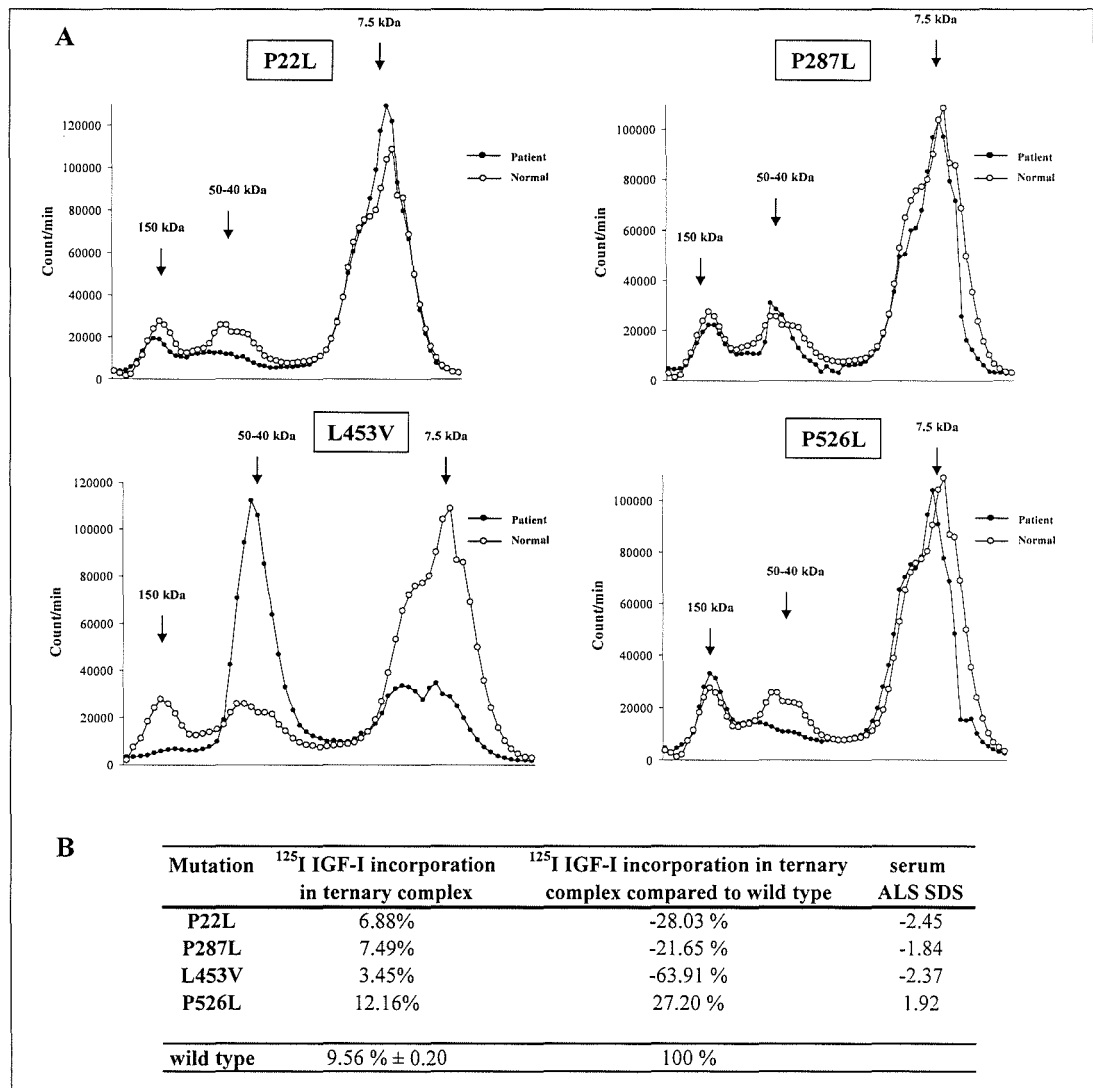 A
P22L
7.5 kDa
150 kDa
50-40 kDa
Patient
Normal
Count/min
120000
100000
80000
60000
40000
20000
0
P287L
7.5 kDa
150 kDa
50-40 kDa
Patient
Normal
Count/min
100000
80000
60000
40000
20000
0
L453V
50-40 kDa
7.5 kDa
150 kDa
Patient
Normal
Count/min
120000
100000
80000
60000
40000
20000
0
P526L
7.5 kDa
50-40 kDa
150 kDa
Patient
Normal
Count/min
100000
80000
60000
40000
20000
0
B
Mutation 125I IGF-I incorporation 125I IGF-I incorporation in ternary serum
in ternary complex complex compared to wild type ALS SDS
P22L 6.88% -28.03 % -2.45
P287L 7.49% -21.65 % -1.84
L453V 3.45% -63.91 % -2.37
P526L 12.16% 27.20 % 1.92
wild type 9.56 % ± 0.20 100 %